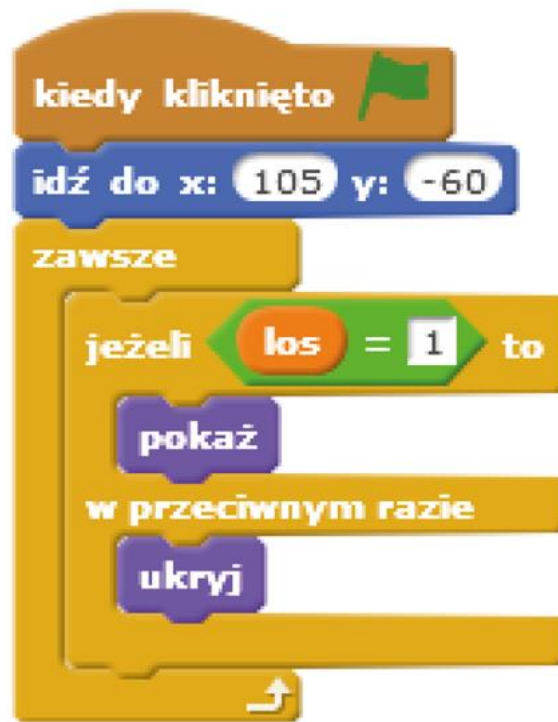 kiedy kliknięto
idź do x: 105 y: -60
zawsze
jeżeli los = 1 to
pokaż
w przeciwnym razie
ukryj